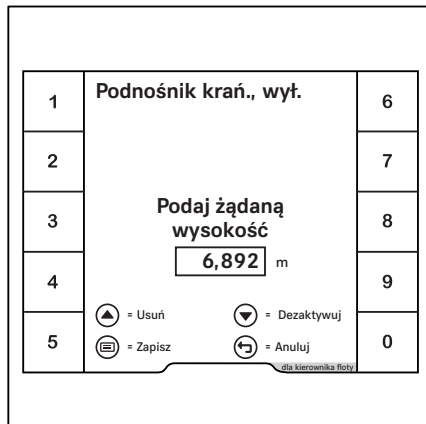 Podnośnik krań., wył.
1
2
3
4
5
6
7
8
9
0
Podaj żądaną
wysokość
6,892 m
= Usuń
= Dezaktywuj
= Zapisz
= Anuluj
dla kierownika floty